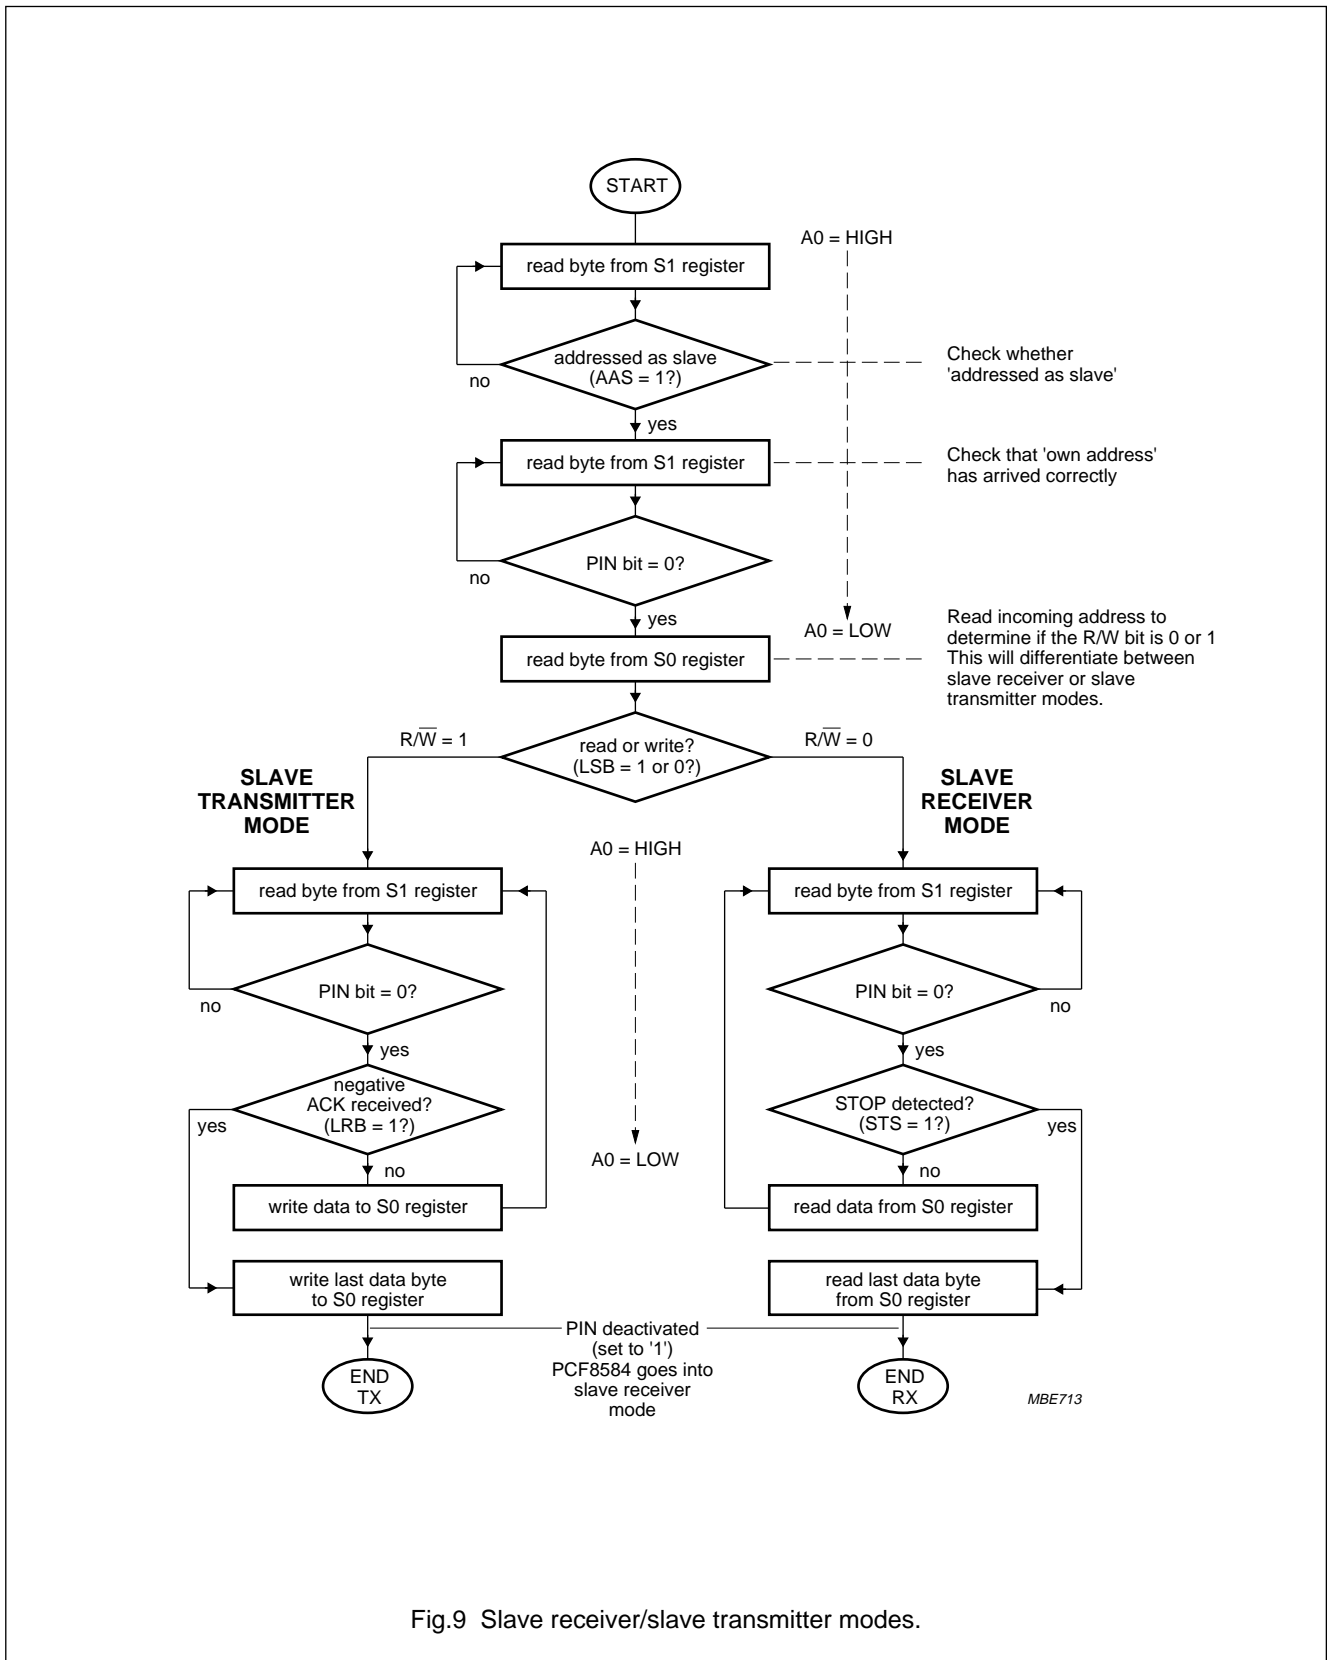 START
A0 = HIGH
read byte from S1 register
addressed as slave
(AAS = 1?)
no
Check whether
'addressed as slave'
yes
read byte from S1 register
Check that 'own address'
has arrived correctly
PIN bit = 0?
no
yes
A0 = LOW
Read incoming address to
determine if the R/W bit is 0 or 1
This will differentiate between
slave receiver or slave
transmitter modes.
read byte from S0 register
R/W̅ = 1
read or write?
(LSB = 1 or 0?)
R/W̅ = 0
SLAVE
TRANSMITTER
MODE
SLAVE
RECEIVER
MODE
A0 = HIGH
read byte from S1 register
read byte from S1 register
PIN bit = 0?
no
PIN bit = 0?
no
yes
yes
negative
ACK received?
(LRB = 1?)
yes
STOP detected?
(STS = 1?)
yes
A0 = LOW
no
no
write data to S0 register
read data from S0 register
write last data byte
to S0 register
read last data byte
from S0 register
PIN deactivated
(set to '1')
PCF8584 goes into
slave receiver
mode
END
TX
END
RX
MBE713
Fig.9 Slave receiver/slave transmitter modes.